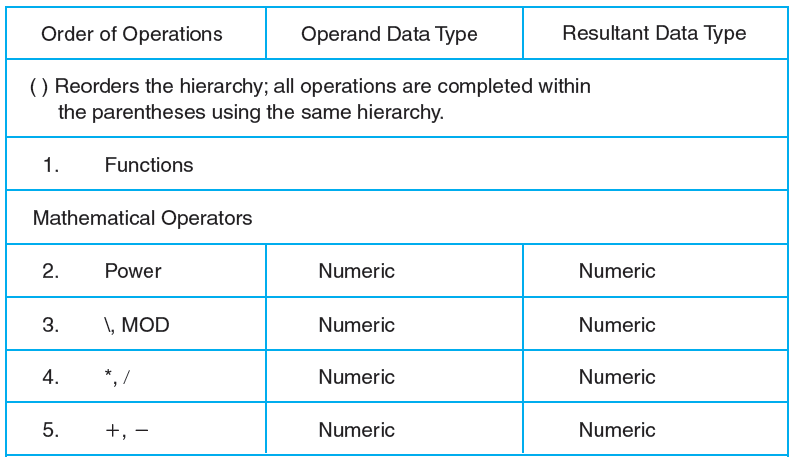 Order of Operations Operand Data Type Resultant Data Type
( ) Reorders the hierarchy; all operations are completed within
the parentheses using the same hierarchy.
1. Functions
Mathematical Operators
2. Power Numeric Numeric
3. \, MOD Numeric Numeric
4. *, / Numeric Numeric
5. +, − Numeric Numeric